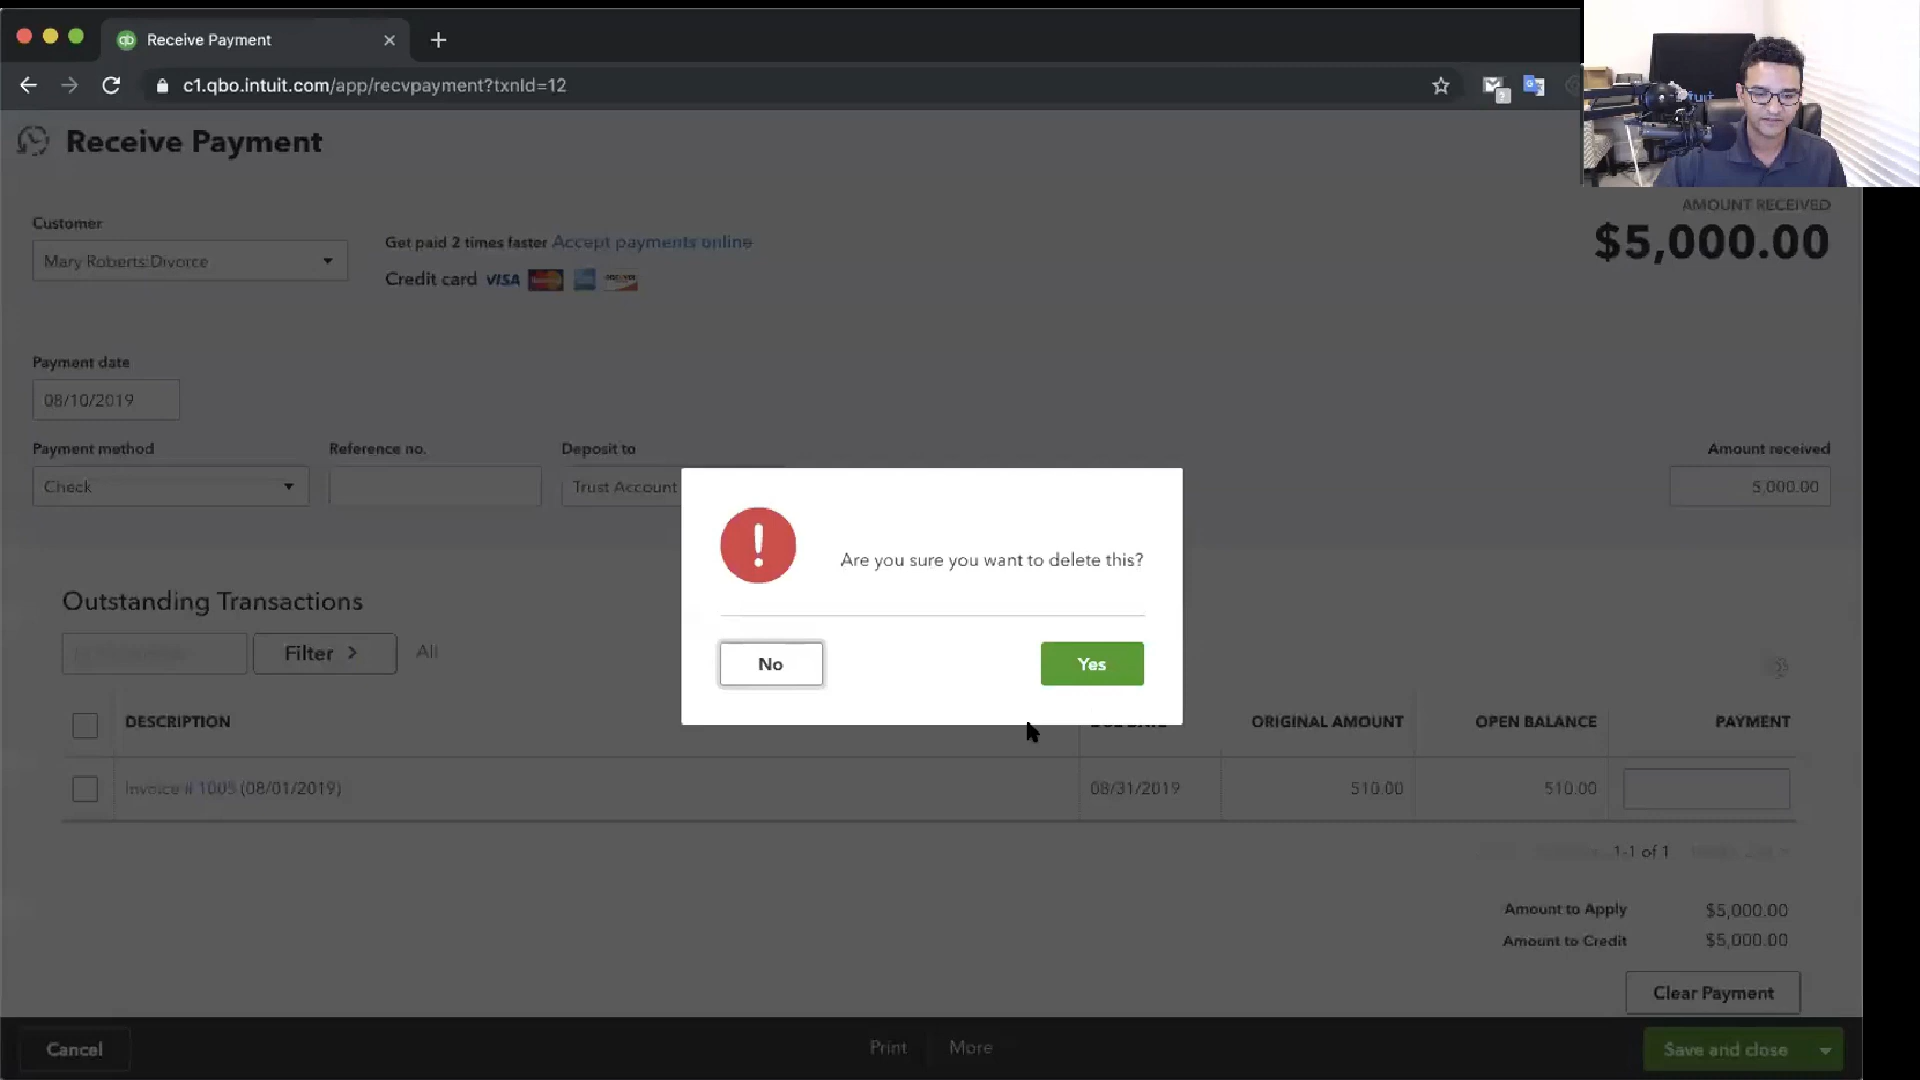 Receive Payment
c1.qbo.intuit.com/app/recvpayment?txnId=12
Receive Payment
AMOUNT RECEIVED
$5,000.00
Customer
Mary Roberts:Divorce
Get paid 2 times faster Accept payments online
Credit card VISA
Payment date
08/10/2019
Payment method
Reference no.
Deposit to
Amount received
Check
Trust Account
5,000.00
Are you sure you want to delete this?
No
Yes
Outstanding Transactions
Filter >
All
DESCRIPTION
ORIGINAL AMOUNT
OPEN BALANCE
PAYMENT
Invoice # 1005 (08/01/2019)
08/31/2019
510.00
510.00
1-1 of 1
Amount to Apply
$5,000.00
Amount to Credit
$5,000.00
Clear Payment
Cancel
Print
More
Save and close